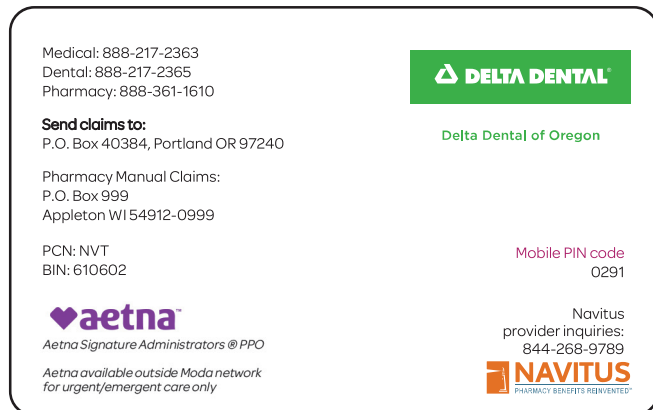 Medical: 888-217-2363
Dental: 888-217-2365
Pharmacy: 888-361-1610
Send claims to:
P.O. Box 40384, Portland OR 97240
Pharmacy Manual Claims:
P.O. Box 999
Appleton WI 54912-0999
PCN: NVT
BIN: 610602
aetna™
Aetna Signature Administrators ® PPO
Aetna available outside Moda network
for urgent/emergent care only
DELTA DENTAL®
Delta Dental of Oregon
Mobile PIN code
0291
Navitus
provider inquiries:
844-268-9789
NAVITUS
PHARMACY BENEFITS REINVENTED™